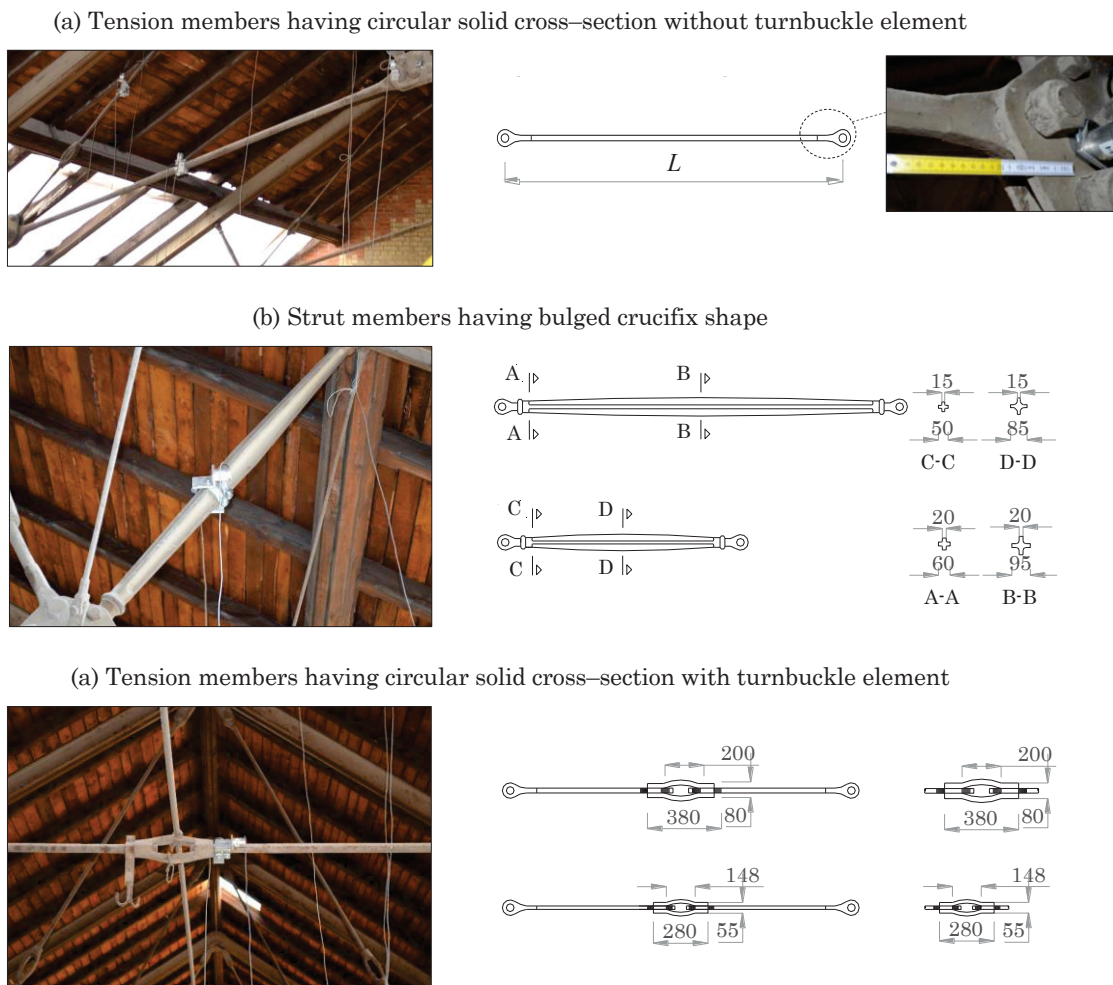 (a) Tension members having circular solid cross–section without turnbuckle element
L
(b) Strut members having bulged crucifix shape
A B 15 15
A B 50 85
C-C D-D
C D 20 20
C D 60 95
A-A B-B
(a) Tension members having circular solid cross–section with turnbuckle element
200 200
380 80 380 80
148 148
280 55 280 55